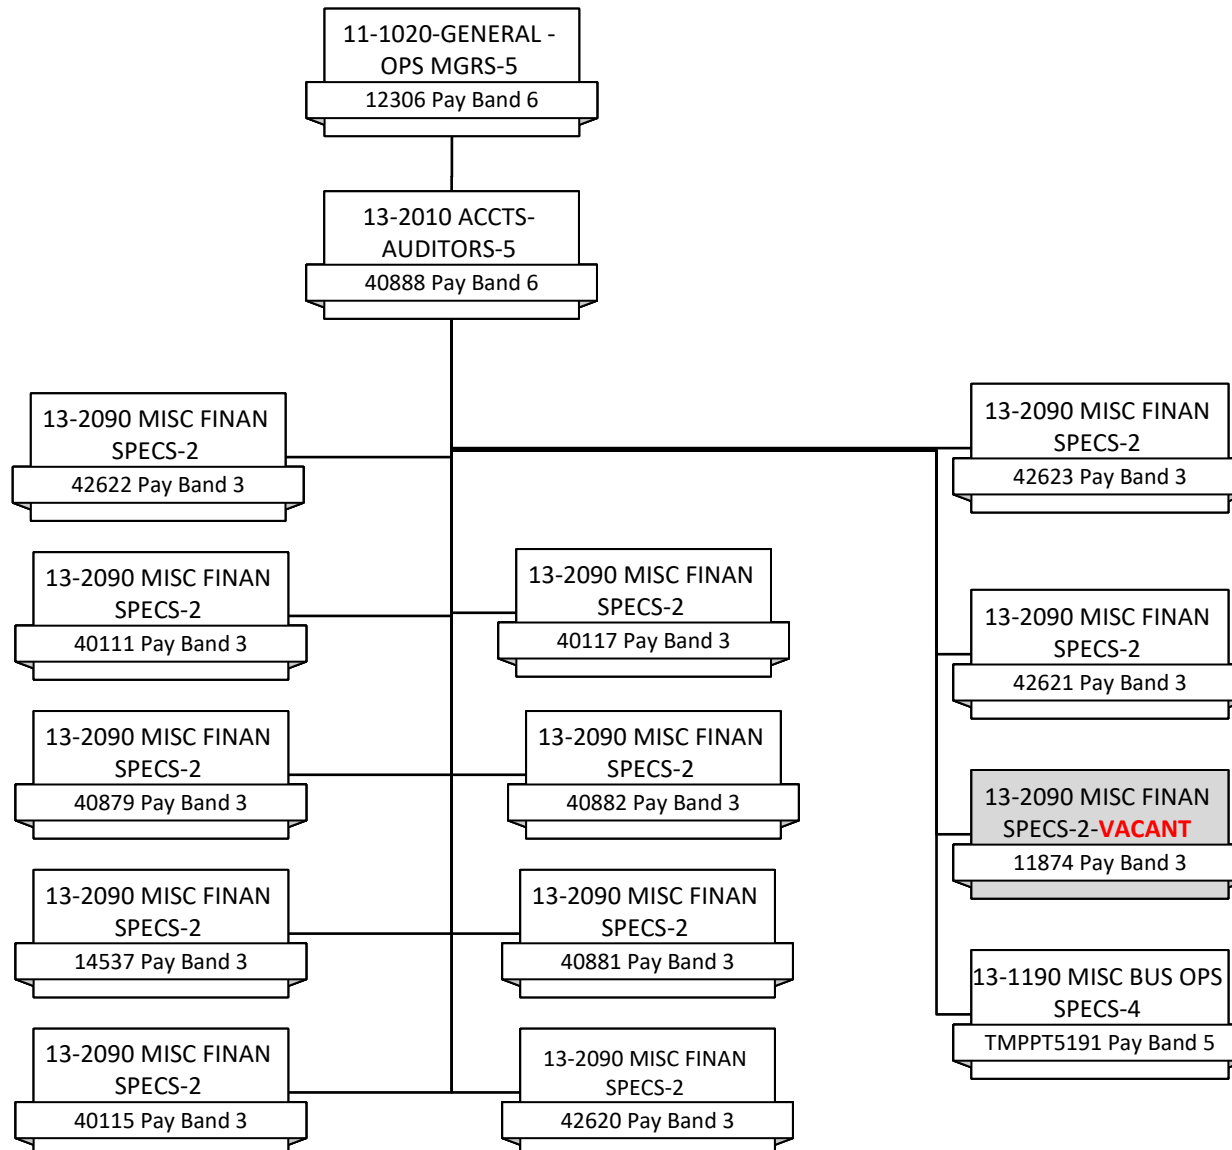 11-1020-GENERAL -
OPS MGRS-5
12306 Pay Band 6
13-2010 ACCTS-
AUDITORS-5
40888 Pay Band 6
13-2090 MISC FINAN
SPECS-2
42622 Pay Band 3
13-2090 MISC FINAN
SPECS-2
42623 Pay Band 3
13-2090 MISC FINAN
SPECS-2
40111 Pay Band 3
13-2090 MISC FINAN
SPECS-2
40117 Pay Band 3
13-2090 MISC FINAN
SPECS-2
42621 Pay Band 3
13-2090 MISC FINAN
SPECS-2
40879 Pay Band 3
13-2090 MISC FINAN
SPECS-2
40882 Pay Band 3
13-2090 MISC FINAN
SPECS-2-VACANT
11874 Pay Band 3
13-2090 MISC FINAN
SPECS-2
14537 Pay Band 3
13-2090 MISC FINAN
SPECS-2
40881 Pay Band 3
13-1190 MISC BUS OPS
SPECS-4
TMPPT5191 Pay Band 5
13-2090 MISC FINAN
SPECS-2
40115 Pay Band 3
13-2090 MISC FINAN
SPECS-2
42620 Pay Band 3